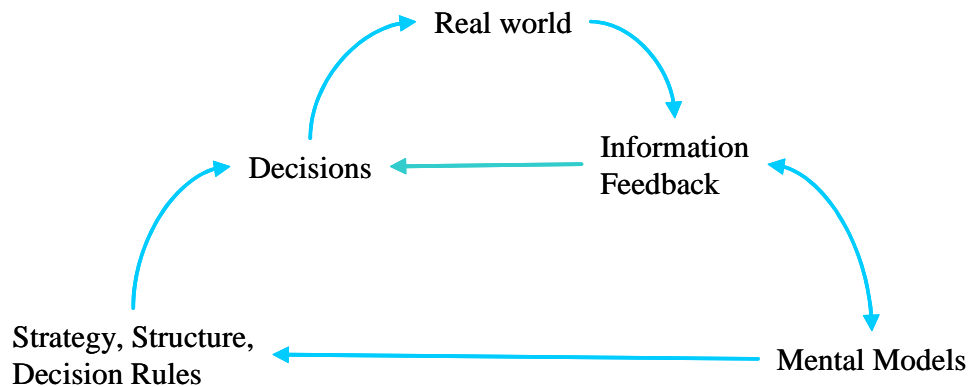 Real world
Decisions
Information
Feedback
Strategy, Structure,
Decision Rules
Mental Models